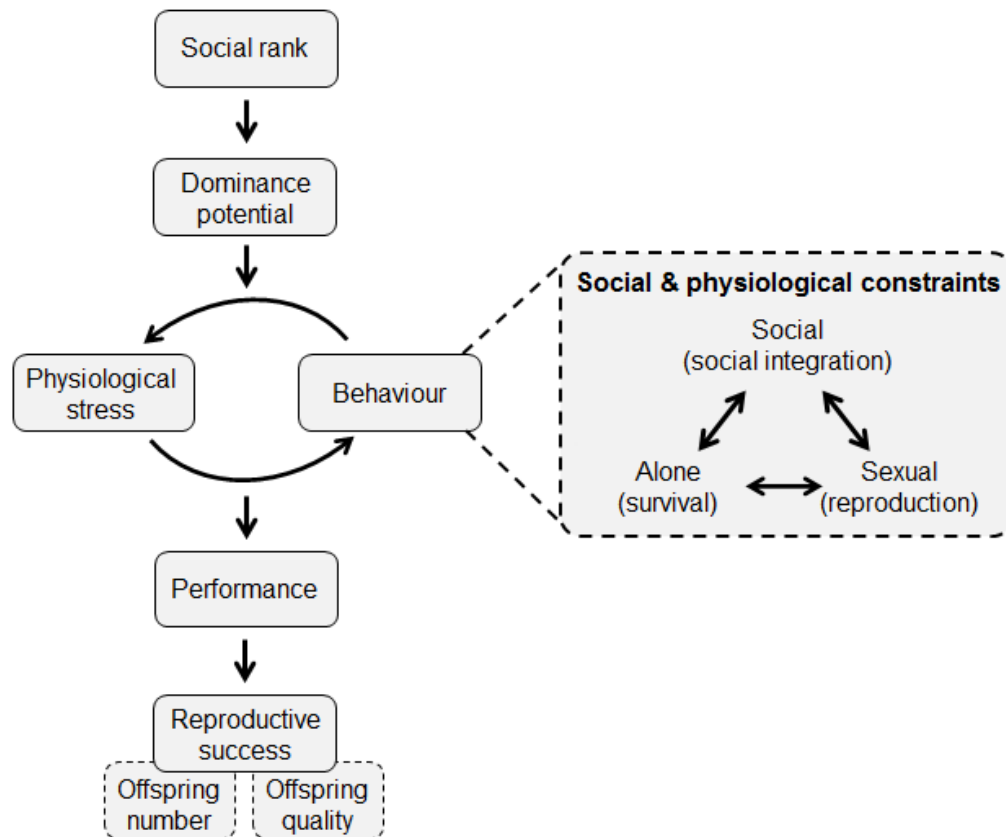 Social rank
Dominance
potential
Social & physiological constraints
Social
(social integration)
Physiological
stress
Behaviour
Alone
(survival)
Sexual
(reproduction)
Performance
Reproductive
success
Offspring
number
Offspring
quality